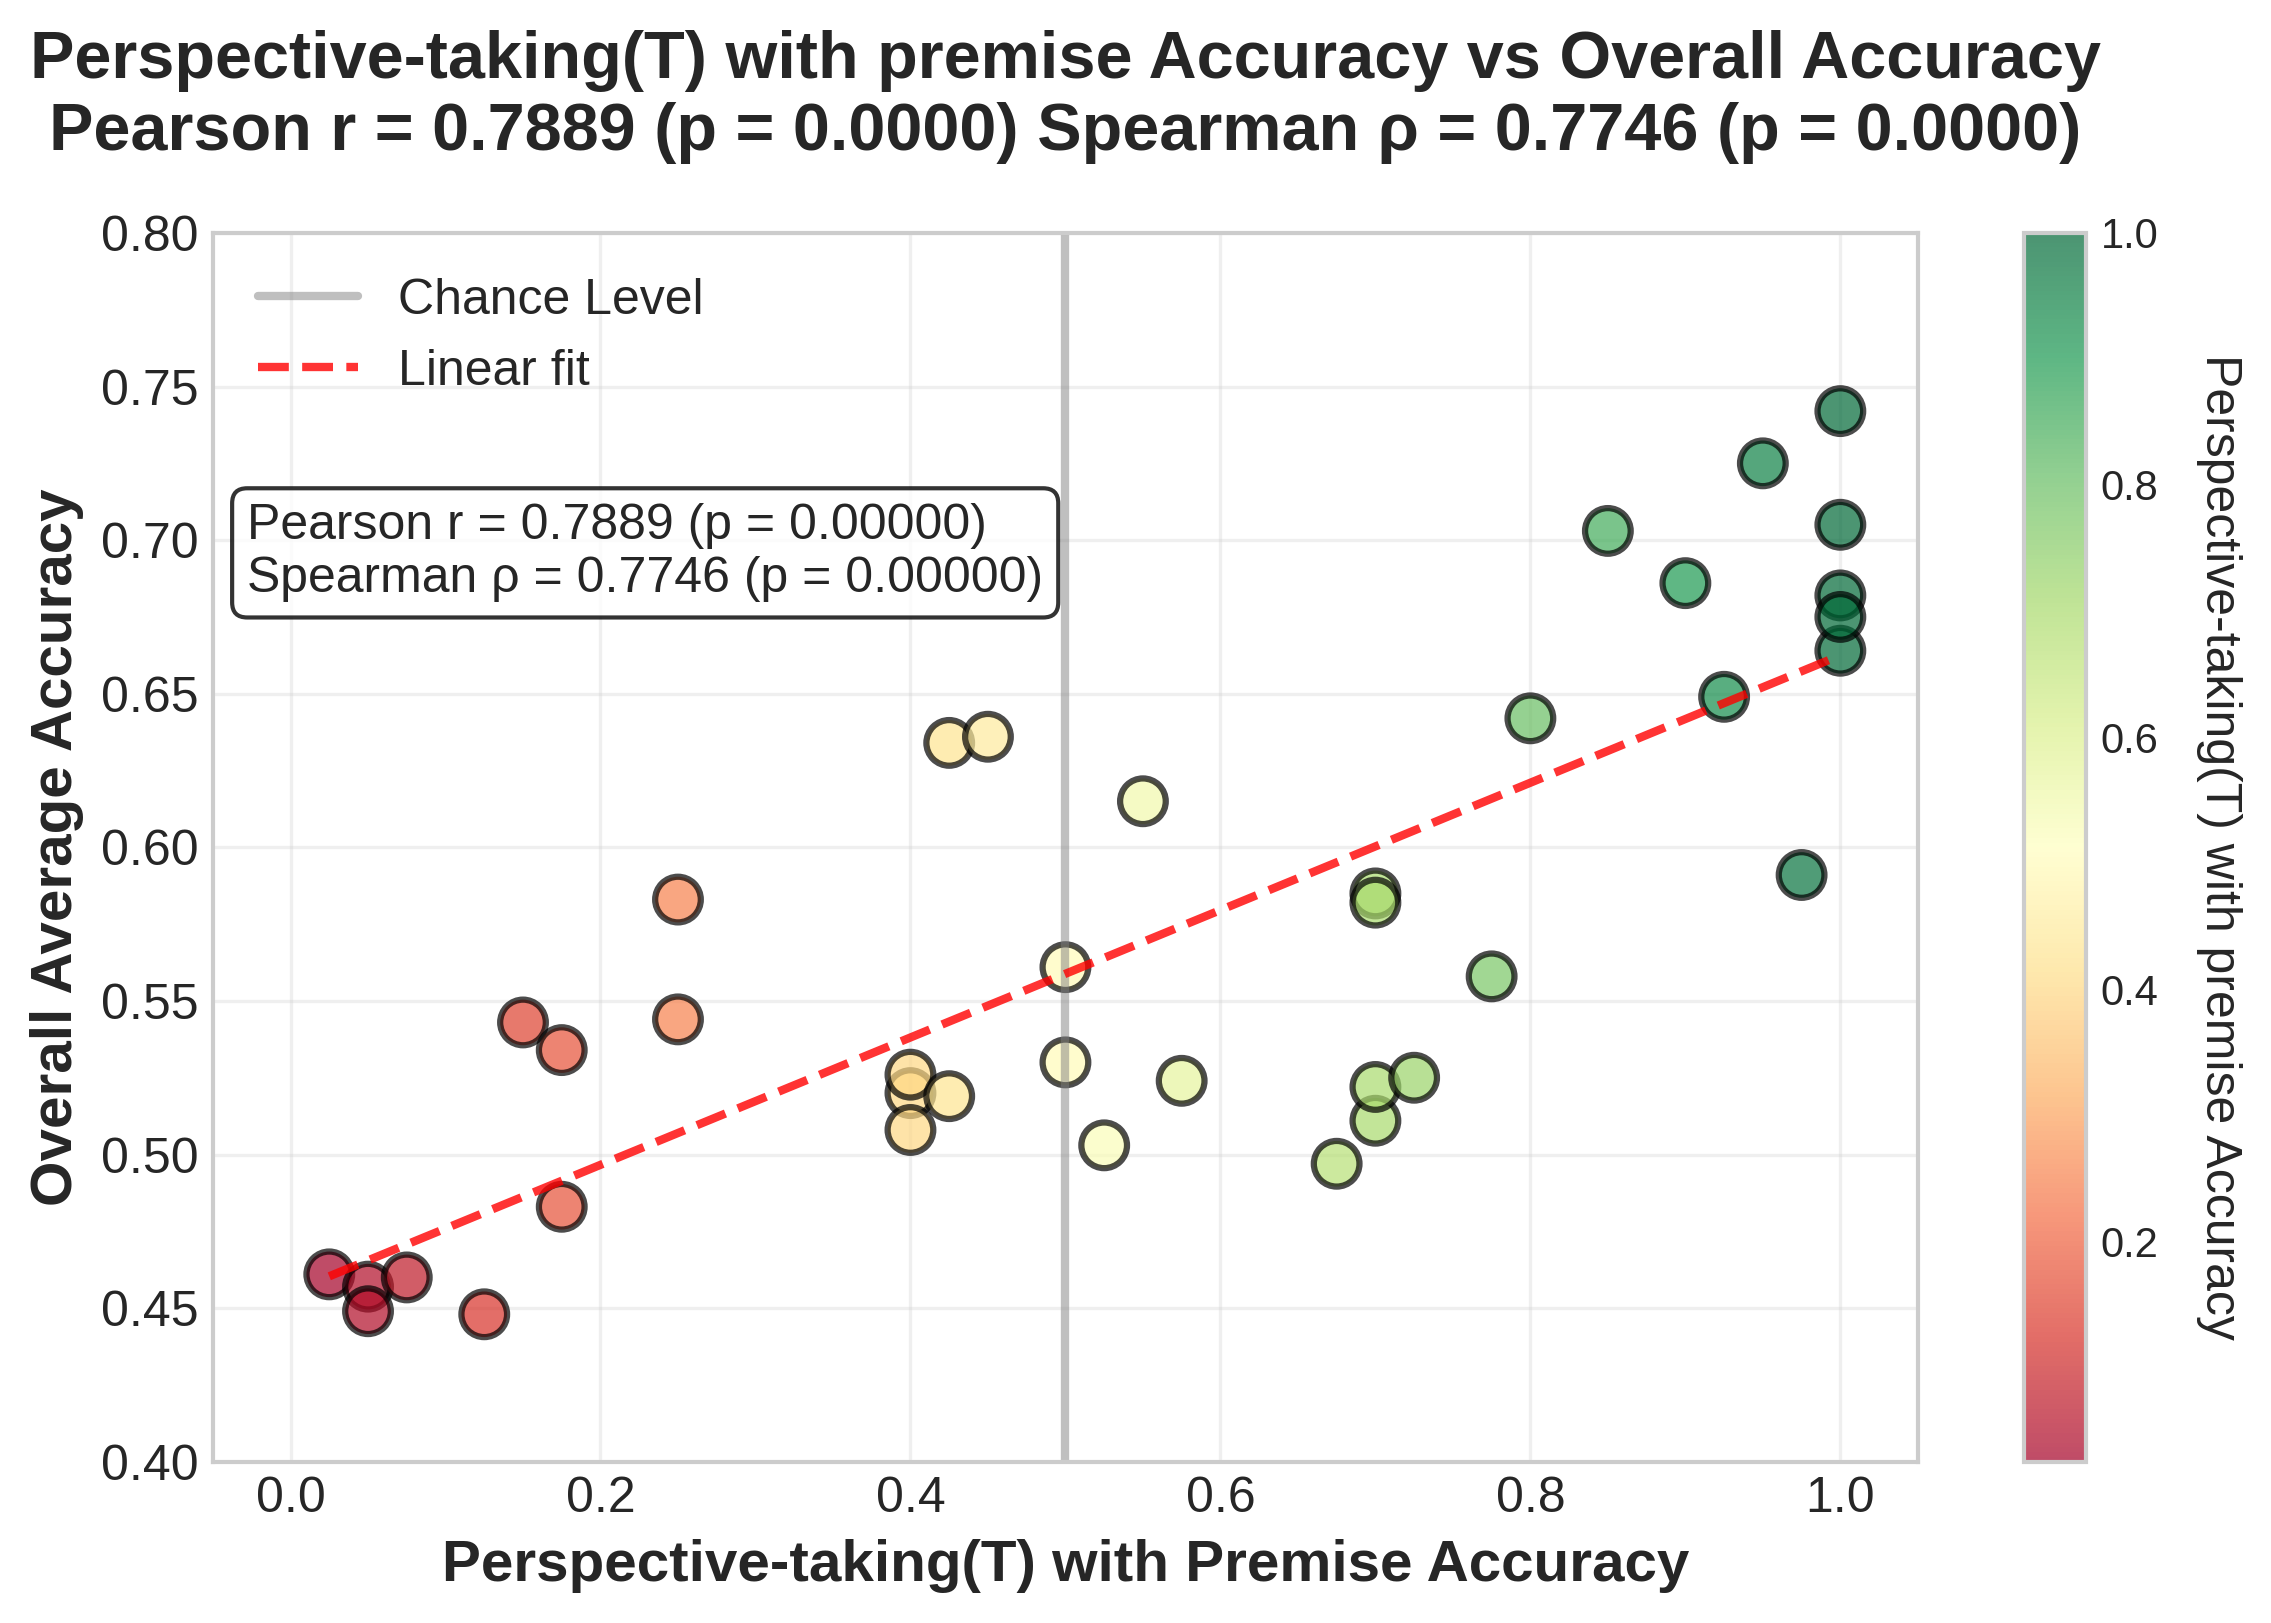 Perspective-taking(T) with premise Accuracy vs Overall Accuracy
Pearson r = 0.7889 (p = 0.0000) Spearman ρ = 0.7746 (p = 0.0000)
Chance Level
Linear fit
Pearson r = 0.7889 (p = 0.00000)
Spearman ρ = 0.7746 (p = 0.00000)
Overall Average Accuracy
0.80
0.75
0.70
0.65
0.60
0.55
0.50
0.45
0.40
0.0
0.2
0.4
0.6
0.8
1.0
Perspective-taking(T) with Premise Accuracy
1.0
0.8
0.6
0.4
0.2
Perspective-taking(T) with premise Accuracy